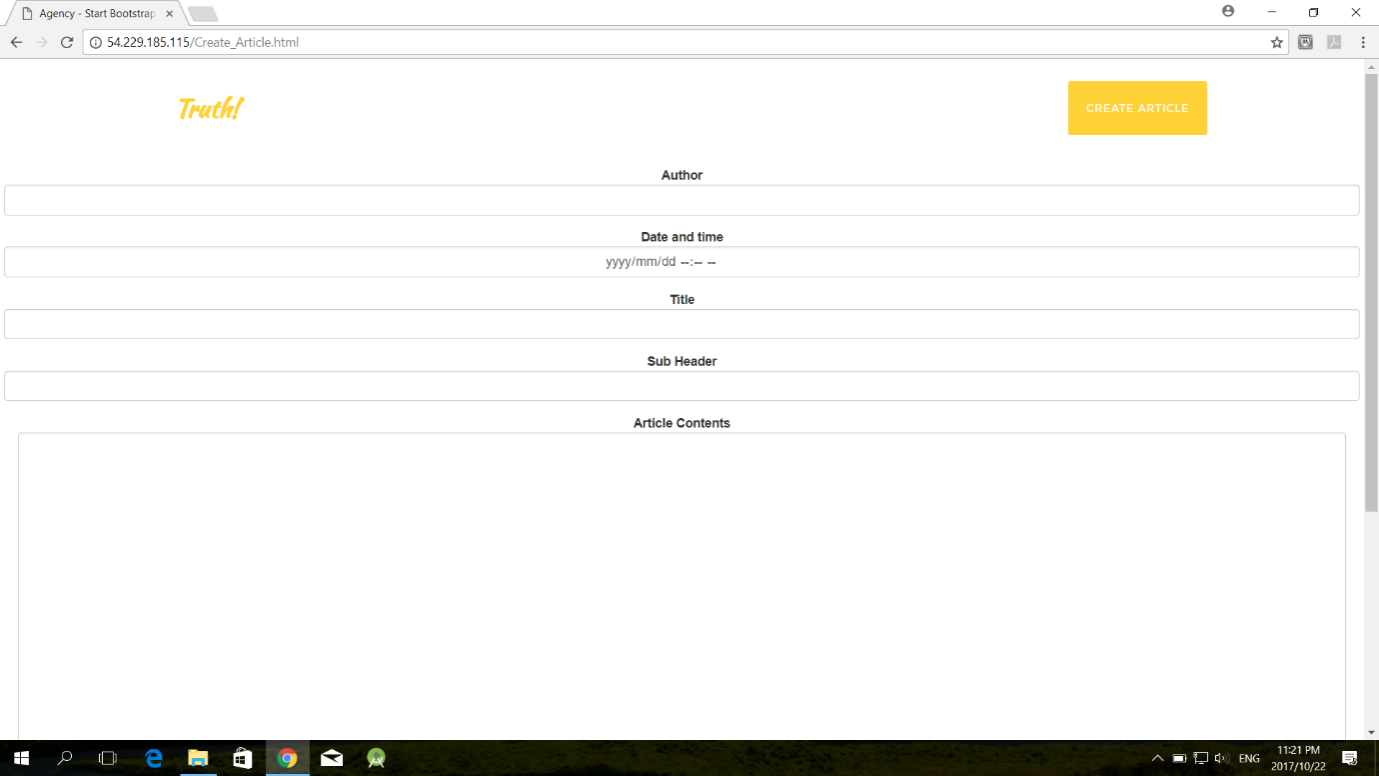 Agency - Start Bootstrap
54.229.185.115/Create_Article.html
Truth!
CREATE ARTICLE
Author
Date and time
yyyy/mm/dd --:-- --
Title
Sub Header
Article Contents
ENG
11:21 PM
2017/10/22